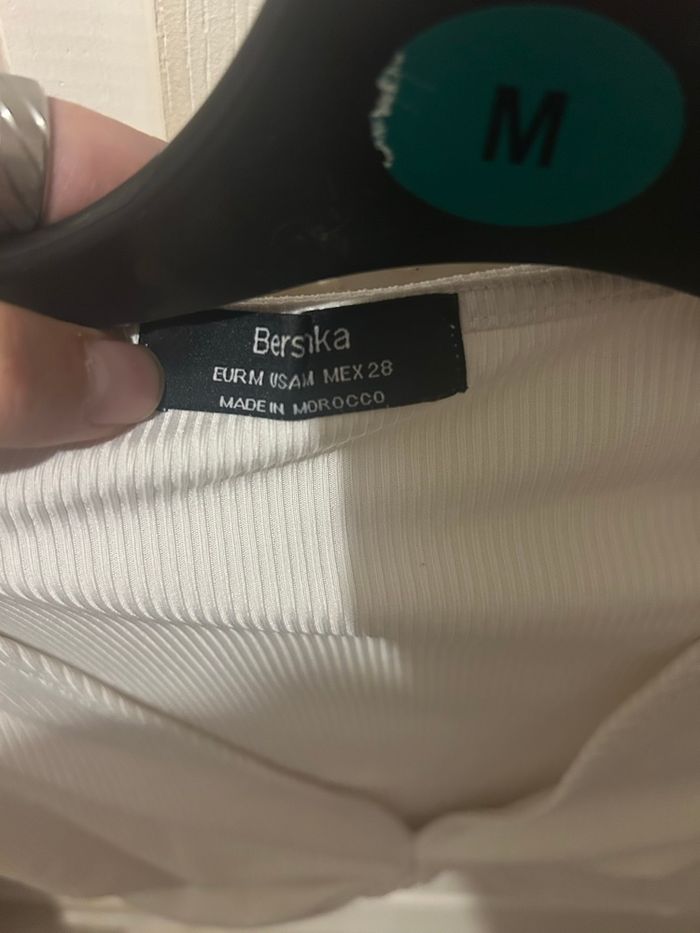 M
Bershka
EUR M USA M MEX 28
MADE IN MOROCCO